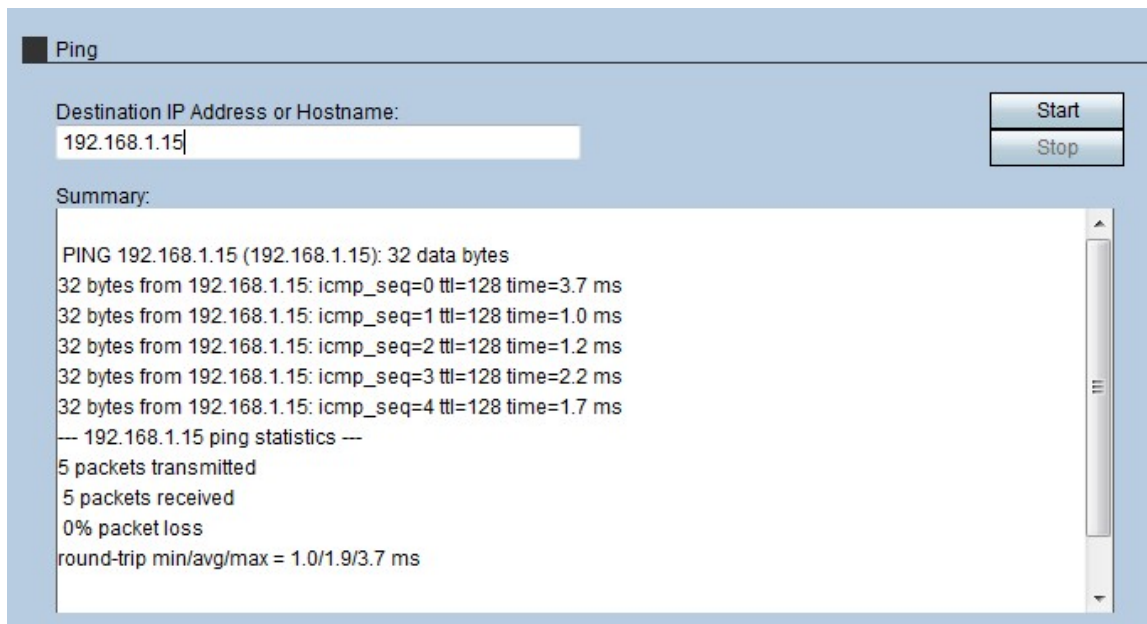 Ping
Destination IP Address or Hostname:
192.168.1.15
Start
Stop
Summary:
PING 192.168.1.15 (192.168.1.15): 32 data bytes
32 bytes from 192.168.1.15: icmp_seq=0 ttl=128 time=3.7 ms
32 bytes from 192.168.1.15: icmp_seq=1 ttl=128 time=1.0 ms
32 bytes from 192.168.1.15: icmp_seq=2 ttl=128 time=1.2 ms
32 bytes from 192.168.1.15: icmp_seq=3 ttl=128 time=2.2 ms
32 bytes from 192.168.1.15: icmp_seq=4 ttl=128 time=1.7 ms
--- 192.168.1.15 ping statistics ---
5 packets transmitted
5 packets received
0% packet loss
round-trip min/avg/max = 1.0/1.9/3.7 ms